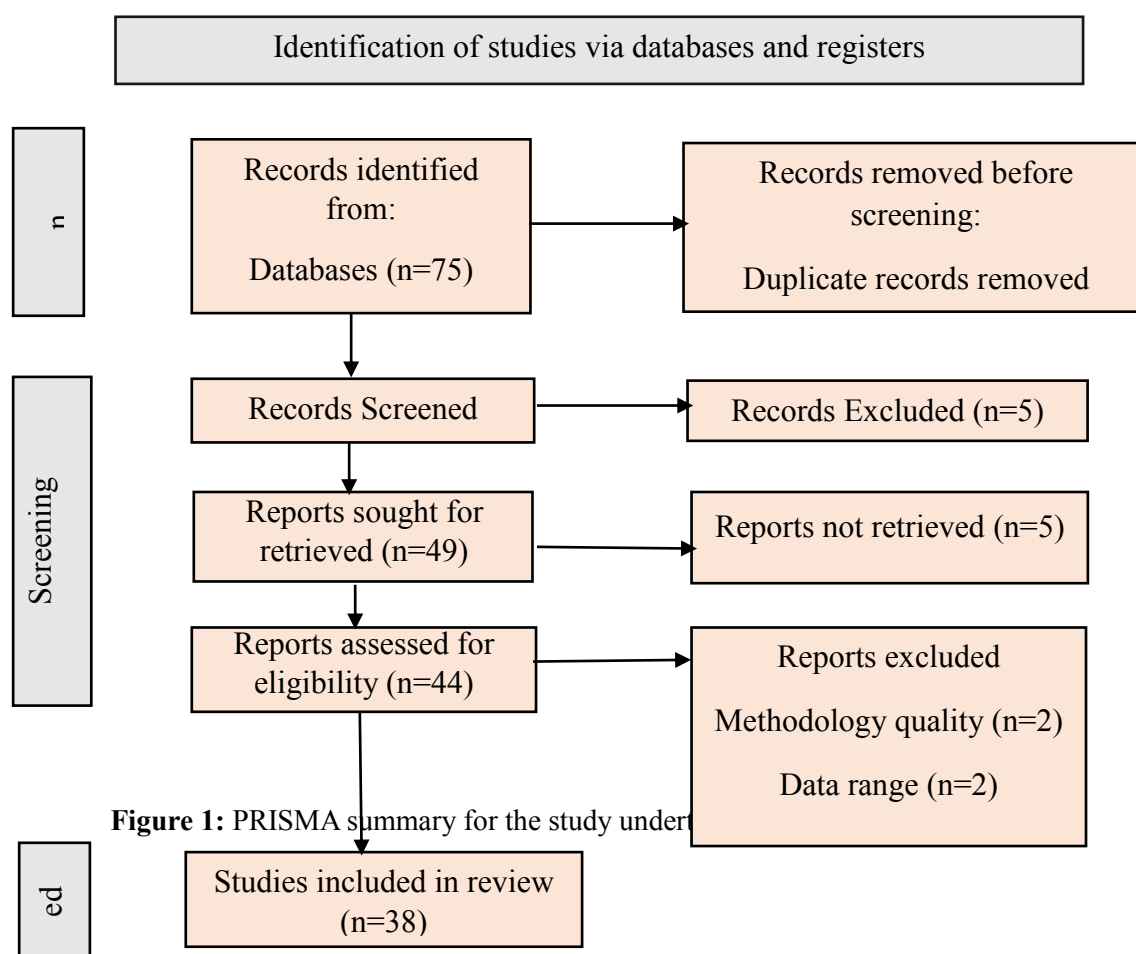 Identification of studies via databases and registers
n
Records identified
from:
Databases (n=75)
Records removed before
screening:
Duplicate records removed
Screening
Records Screened
Records Excluded (n=5)
Reports sought for
retrieved (n=49)
Reports not retrieved (n=5)
Reports assessed for
eligibility (n=44)
Reports excluded
Methodology quality (n=2)
Data range (n=2)
Figure 1: PRISMA summary for the study undert
ed
Studies included in review
(n=38)